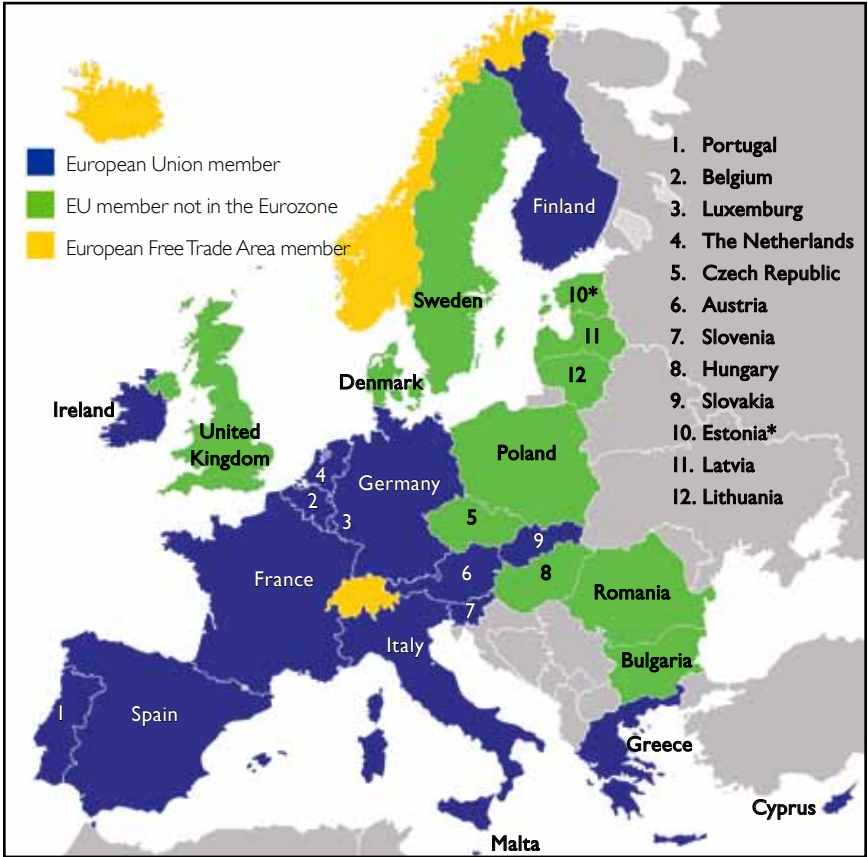 European Union member
EU member not in the Eurozone
European Free Trade Area member
1. Portugal
2. Belgium
3. Luxemburg
4. The Netherlands
5. Czech Republic
6. Austria
7. Slovenia
8. Hungary
9. Slovakia
10. Estonia*
11. Latvia
12. Lithuania
Finland
Sweden
10*
11
12
Denmark
Ireland
United
Kingdom
Poland
4
Germany
2
3
5
9
France
6
8
Romania
7
Italy
Bulgaria
1
Spain
Greece
Cyprus
Malta